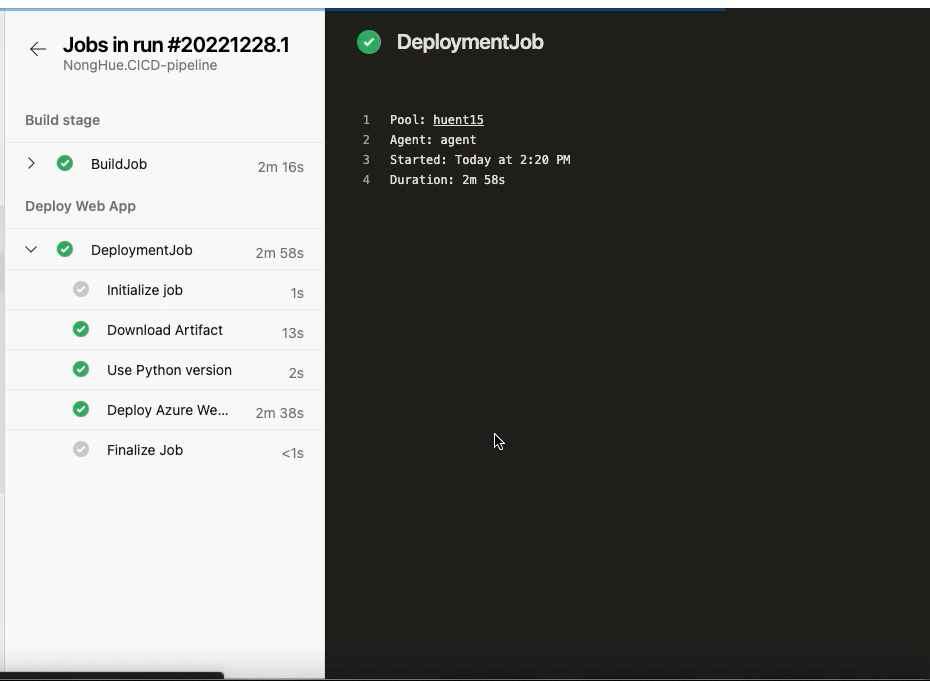 Jobs in run #20221228.1
NongHue.CICD-pipeline
Build stage
BuildJob 2m 16s
Deploy Web App
DeploymentJob 2m 58s
Initialize job 1s
Download Artifact 13s
Use Python version 2s
Deploy Azure We... 2m 38s
Finalize Job <1s
DeploymentJob
1 Pool: huent15
2 Agent: agent
3 Started: Today at 2:20 PM
4 Duration: 2m 58s